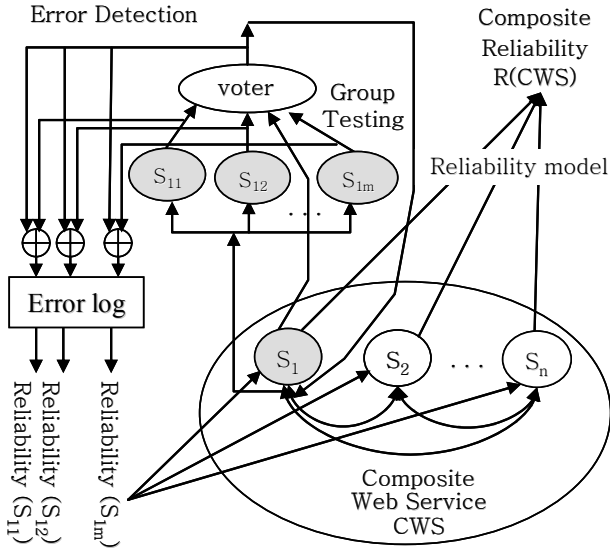 Error Detection
Composite
Reliability
R(CWS)
voter
Group
Testing
Reliability model
S11
S12
S1m
. . .
Error log
S1
S2
. . .
Sn
Reliability (S11)
Reliability (S12)
Reliability (S1m)
Composite
Web Service
CWS